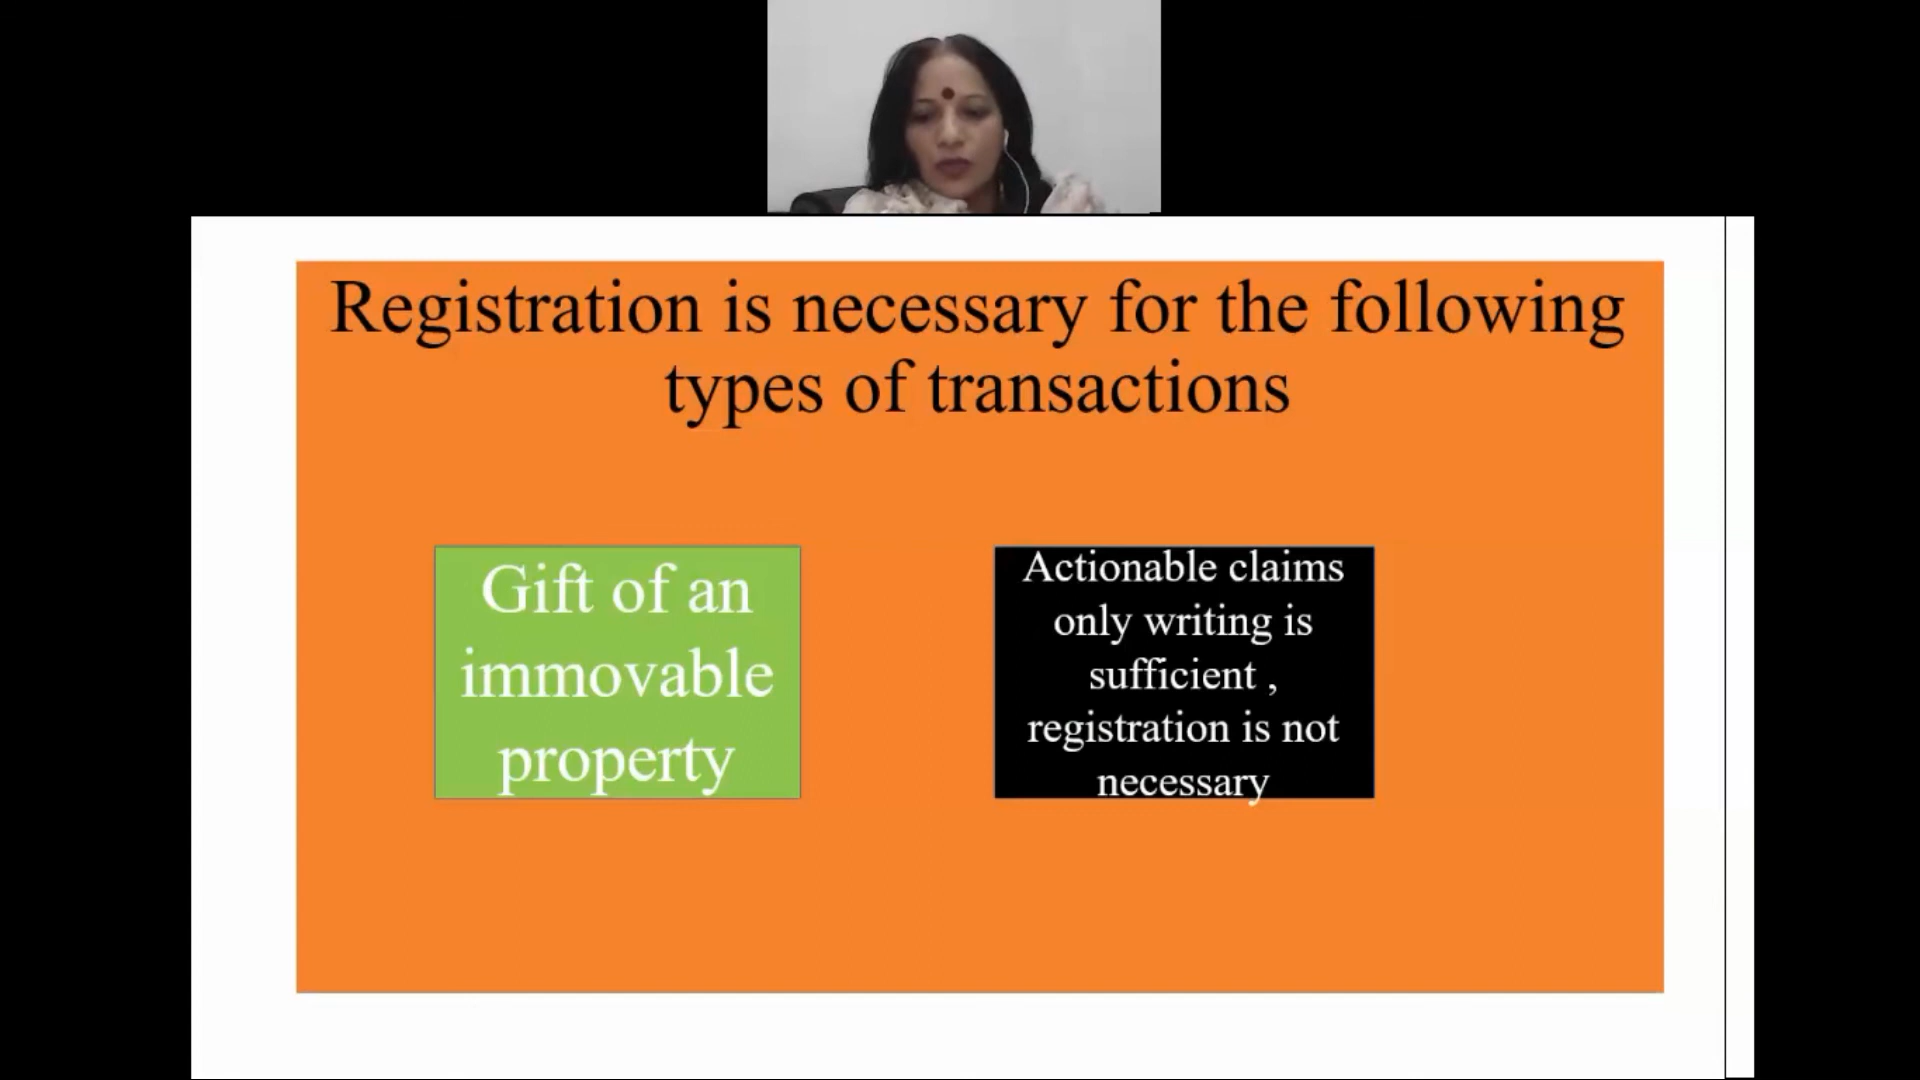 Registration is necessary for the following
types of transactions
Gift of an
immovable
property
Actionable claims
only writing is
sufficient ,
registration is not
necessary